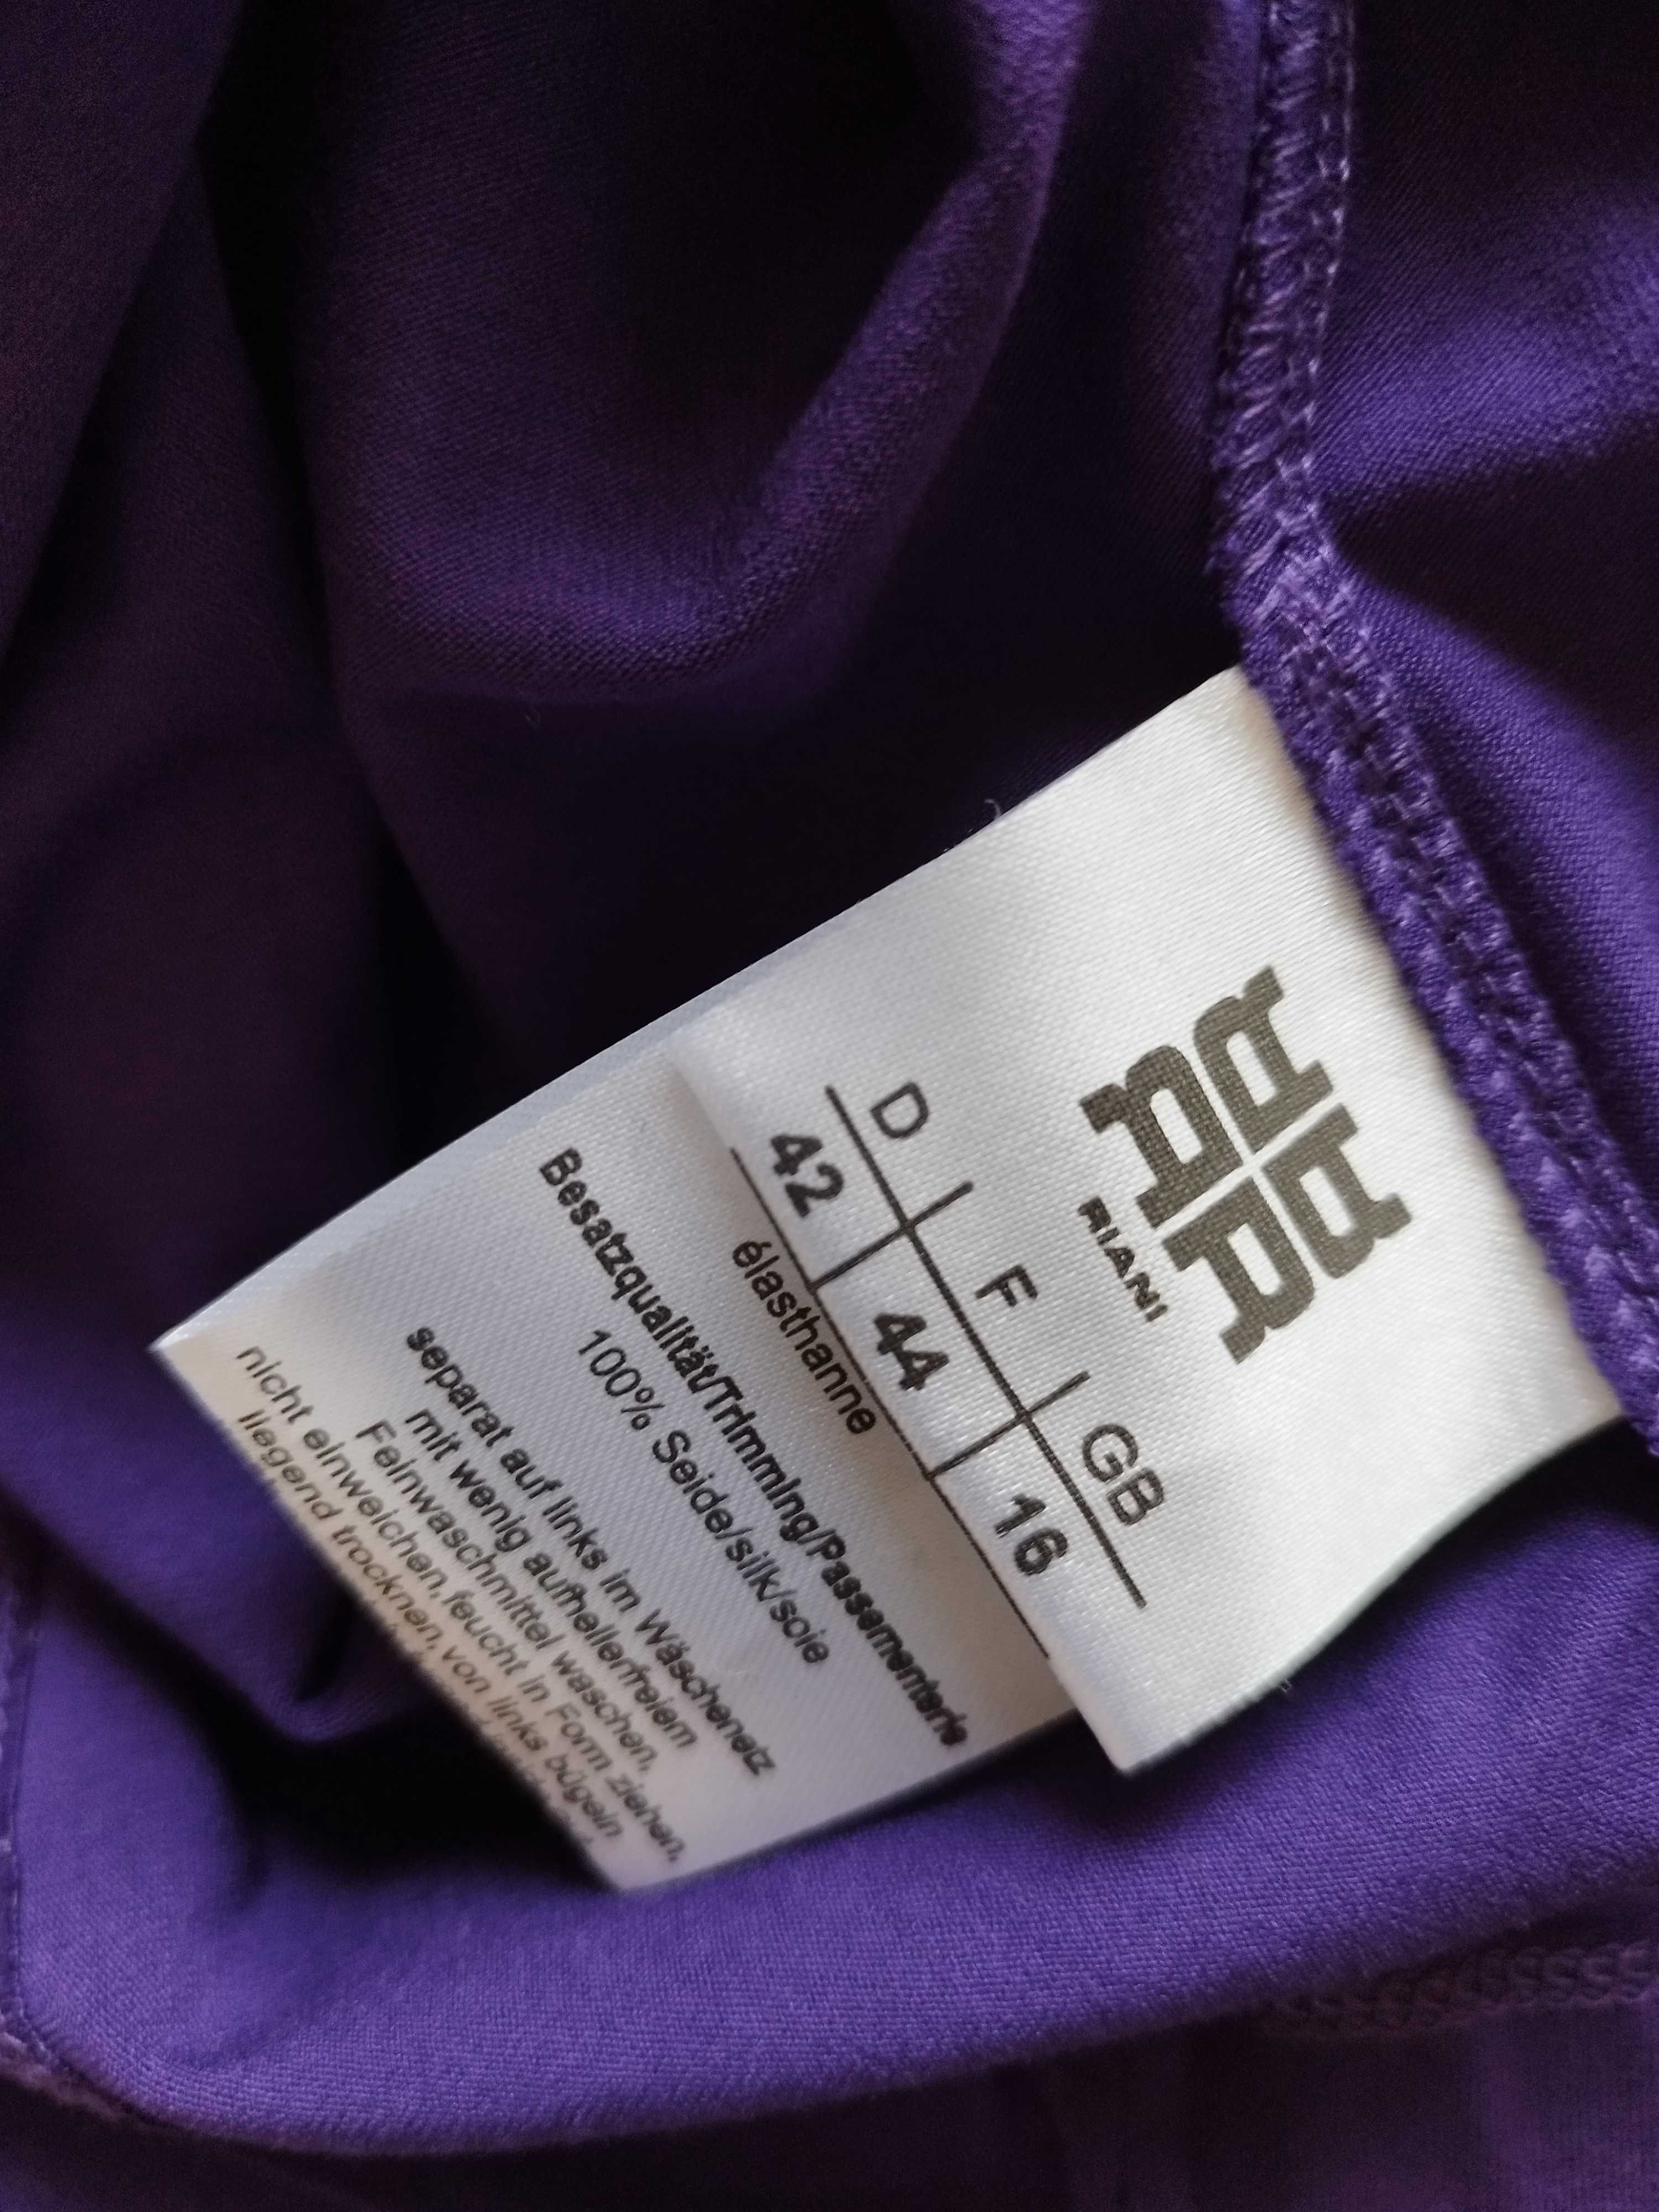 RIANI
D F GB
42 44 16
élasthanne
Besatzqualität/Trimming/Passementerie
100% Seide/silk/soie
separat auf links im Wäschenetz
mit wenig aufhellerfreiem
Feinwaschmittel waschen,
nicht einweichen, feucht in Form ziehen,
liegend trocknen, von links bügeln